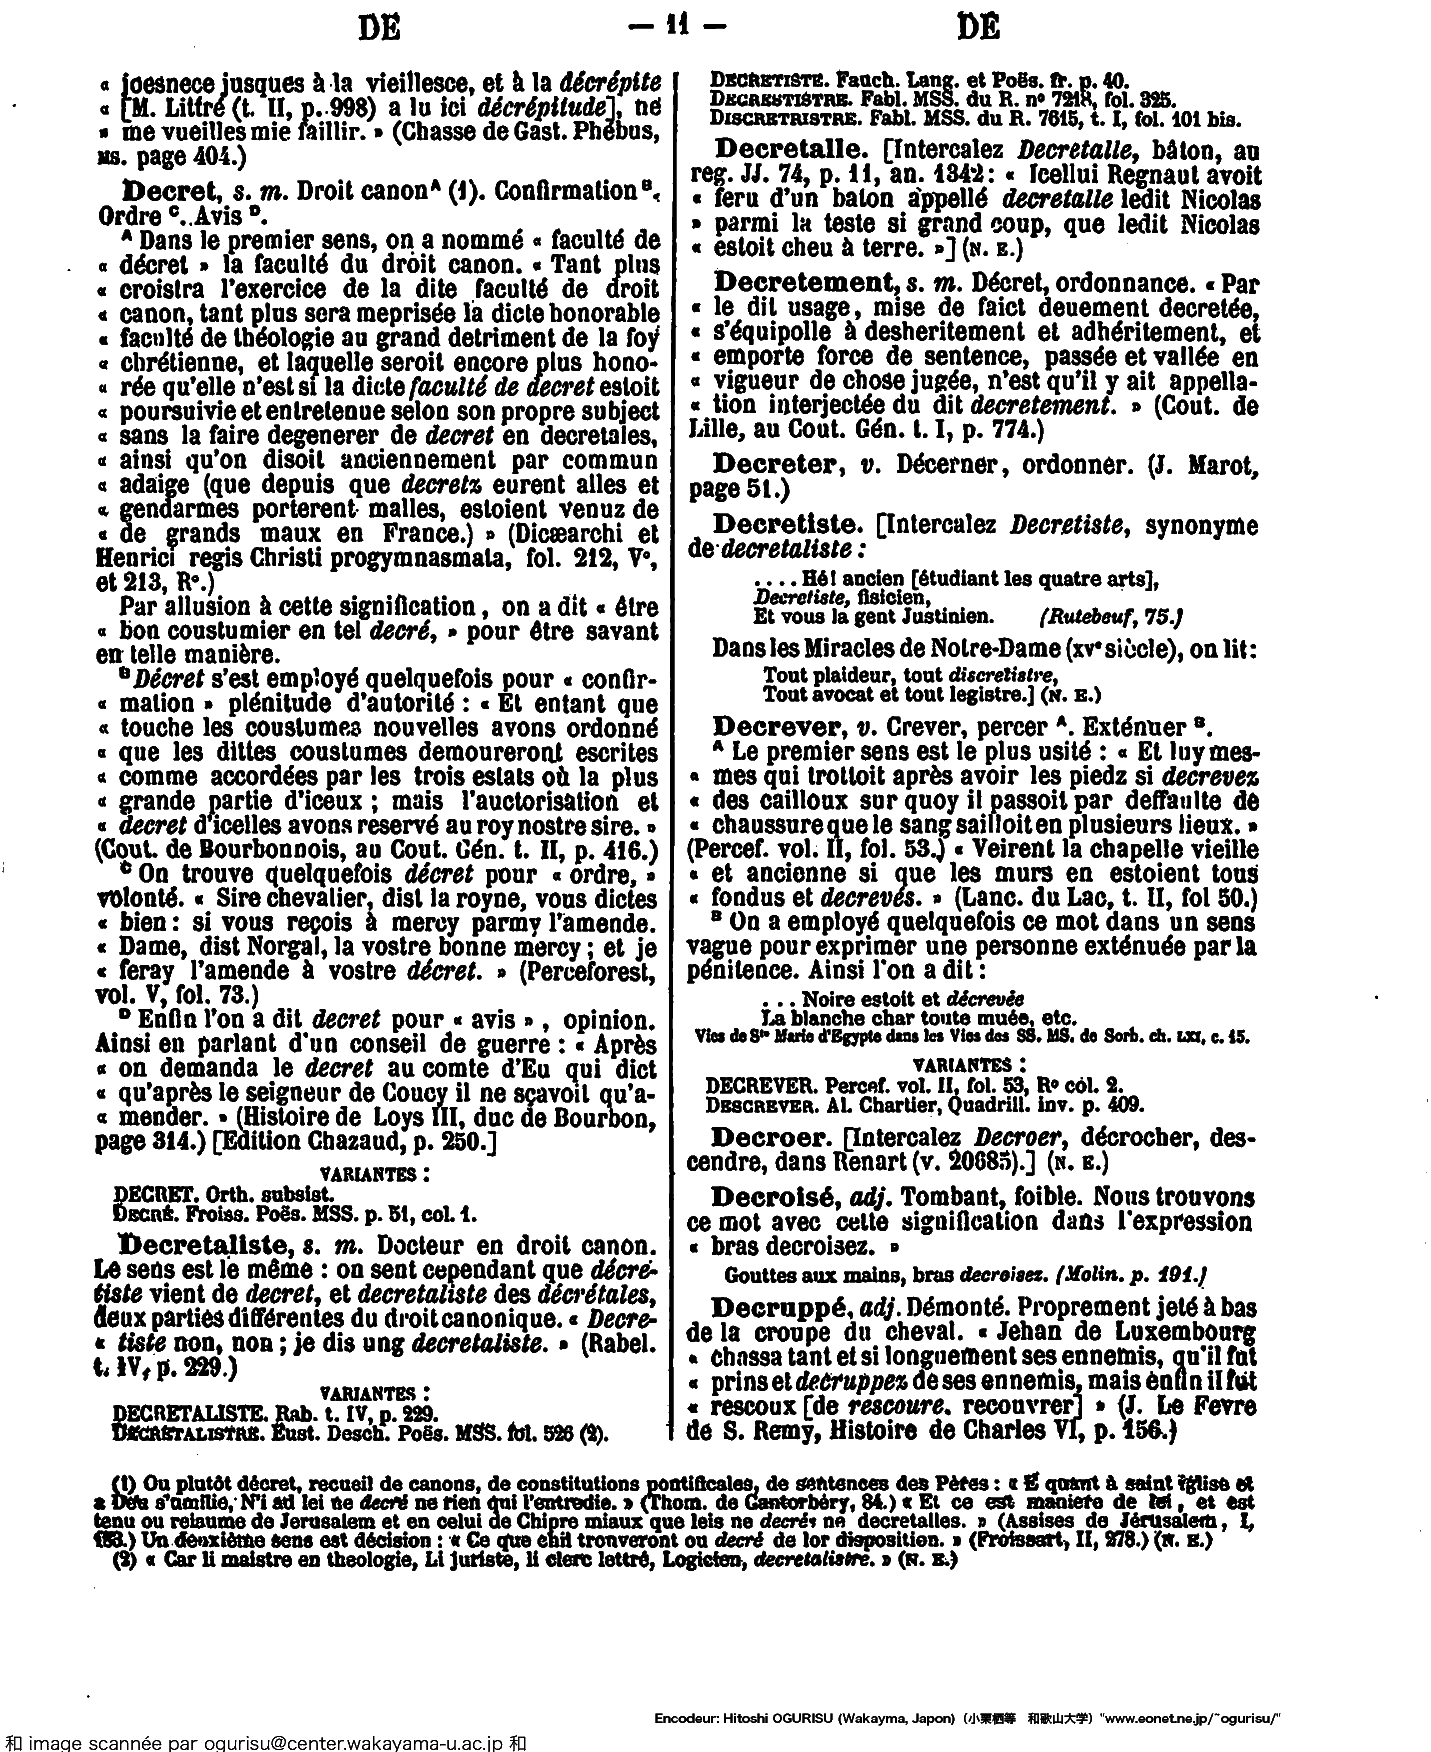 DE — 11 — DE
« joesnece jusques à la vieillesce, et à la décrépite
« [M. Littré (t. II, p. 998) a lu ici décrépitude], ne
» me vueilles mie faillir. » (Chasse de Gast. Phébus,
MS. page 404.)
Decret, s. m. Droit canon A (1). Confirmation B.
Ordre C. Avis D.
A Dans le premier sens, on a nommé « faculté de
« décret » la faculté du droit canon. « Tant plus
« croistra l'exercice de la dite faculté de droit
« canon, tant plus sera meprisée la dicte honorable
« faculté de théologie au grand detriment de la foy
« chrétienne, et laquelle seroit encore plus hono-
« rée qu'elle n'est si la dicte faculté de decret estoit
« poursuivie et entretenue selon son propre subject
« sans la faire degenerer de decret en decretales,
« ainsi qu'on disoit anciennement par commun
« adaige (que depuis que decretz eurent alles et
« gendarmes porterent malles, estoient venuz de
« de grands maux en France.) » (Dicæarchi et
Henrici regis Christi progymnasmata, fol. 212, V°,
et 213, R°.)
Par allusion à cette signification, on a dit « être
« bon coustumier en tel decré, » pour être savant
en telle manière.
B Décret s'est employé quelquefois pour « confir-
« mation » plénitude d'autorité : « Et entant que
« touche les coustumes nouvelles avons ordonné
« que les dittes coustumes demoureront escrites
« comme accordées par les trois estats où la plus
« grande partie d'iceux ; mais l'auctorisation et
« decret d'icelles avons reservé au roy nostre sire. »
(Cout. de Bourbonnois, au Cout. Gén. t. II, p. 416.)
C On trouve quelquefois décret pour « ordre, »
volonté. « Sire chevalier, dist la royne, vous dictes
« bien : si vous reçois à mercy parmy l'amende.
« Dame, dist Norgal, la vostre bonne mercy ; et je
« feray l'amende à vostre décret. » (Perceforest,
vol. V, fol. 73.)
D Enfin l'on a dit decret pour « avis », opinion.
Ainsi en parlant d'un conseil de guerre : « Après
« on demanda le decret au comte d'Eu qui dict
« qu'après le seigneur de Coucy il ne sçavoit qu'a-
« mender. » (Histoire de Loys III, duc de Bourbon,
page 314.) [Edition Chazaud, p. 250.]
VARIANTES :
DECRET. Orth. subsist.
DECRÉ. Froiss. Poës. MSS. p. 51, col. 1.
Decretaliste, s. m. Docteur en droit canon.
Le sens est le même : on sent cependant que décré-
tiste vient de decret, et decretaliste des décrétales,
deux parties différentes du droit canonique. « Decre-
« tiste non, non ; je dis ung decretaliste. » (Rabel.
t. IV, p. 229.)
VARIANTES :
DECRETALISTE. Rab. t. IV, p. 229.
DECRETALISTRE. Eust. Desch. Poës. MSS. fol. 526 (2).
DECRETISTE. Fauch. Lang. et Poës. fr. p. 40.
DECRESTISTRE. Fabl. MSS. du R. n° 7218, fol. 325.
DISCRETRISTRE. Fabl. MSS. du R. 7615, t. I, fol. 101 bis.
Decretalle. [Intercalez Decretalle, bâton, au
reg. JJ. 74, p. 11, an. 1342 : « Icellui Regnaut avoit
« feru d'un baton appellé decretalle ledit Nicolas
» parmi la teste si grand coup, que ledit Nicolas
« estoit cheu à terre. »] (N. E.)
Decretement, s. m. Décret, ordonnance. « Par
« le dit usage, mise de faict deuement decretée,
« s'équipolle à desheritement et adhéritement, et
« emporte force de sentence, passée et vallée en
« vigueur de chose jugée, n'est qu'il y ait appella-
« tion interjectée du dit decretement. » (Cout. de
Lille, au Cout. Gén. t. I, p. 774.)
Decreter, v. Décerner, ordonner. (J. Marot,
page 51.)
Decretiste. [Intercalez Decretiste, synonyme
de decretaliste :
.... Hé! ancien [étudiant les quatre arts],
Decretiste, fisicien,
Et vous la gent Justinien. (Rutebeuf, 75.)
Dans les Miracles de Notre-Dame (xve siècle), on lit :
Tout plaideur, tout discretistre,
Tout avocat et tout legistre.] (N. E.)
Decrever, v. Crever, percer A. Exténuer B.
A Le premier sens est le plus usité : « Et luy mes-
« mes qui trottoit après avoir les piedz si decrevez
« des cailloux sur quoy il passoit par deffaulte de
« chaussure que le sang sailloit en plusieurs lieux. »
(Percef. vol. II, fol. 53.) « Veirent la chapelle vieille
« et ancienne si que les murs en estoient tous
« fondus et decrevés. » (Lanc. du Lac, t. II, fol 50.)
B On a employé quelquefois ce mot dans un sens
vague pour exprimer une personne exténuée par la
pénitence. Ainsi l'on a dit :
... Noire estoit et décrevée
La blanche char toute muée, etc.
Vies de Ste Marie d'Egypte dans les Vies des SS. MS. de Sorb. ch. LXI, c. 15.
VARIANTES :
DECREVER. Percef. vol. II, fol. 53, R° col. 2.
DESCREVER. Al. Chartier, Quadrill. inv. p. 409.
Decroer. [Intercalez Decroer, décrocher, des-
cendre, dans Renart (v. 20685).] (N. E.)
Decroisé, adj. Tombant, foible. Nous trouvons
ce mot avec cette signification dans l'expression
« bras decroisez. »
Gouttes aux mains, bras decroisez. (Molin. p. 191.)
Decruppé, adj. Démonté. Proprement jeté à bas
de la croupe du cheval. « Jehan de Luxembourg
« chassa tant et si longuement ses ennemis, qu'il fut
« prins et decruppez de ses ennemis, mais enfin il fut
« rescoux [de rescoure, recouvrer] » (J. Le Fevre
de S. Remy, Histoire de Charles VI, p. 156.)
(1) Ou plutôt décret, recueil de canons, de constitutions pontificales, de sentences des Pères : « E quant à saint église et
a Deu s'amilie, N'i ad lei ne decré ne rien qui l'entredie. » (Thom. de Cantorbéry, 84.) « Et ce est maniere de lei, et est
tenu ou reiaume de Jerusalem et en celui de Chipre miaux que leis ne decrés ne decretalles. » (Assises de Jérusalem, I,
183.) Un deuxième sens est décision : « Ce que chil tronveront ou decré de lor disposition. » (Froissart, II, 278.) (N. E.)
(2) « Car li maistre en theologie, Li juriste, li clerc lettré, Logicien, decretalistre. » (N. E.)
Encodeur: Hitoshi OGURISU (Wakayma, Japon) (小栗栖等 和歌山大学) "www.eonet.ne.jp/~ogurisu/"
和 image scannée par ogurisu@center.wakayama-u.ac.jp 和